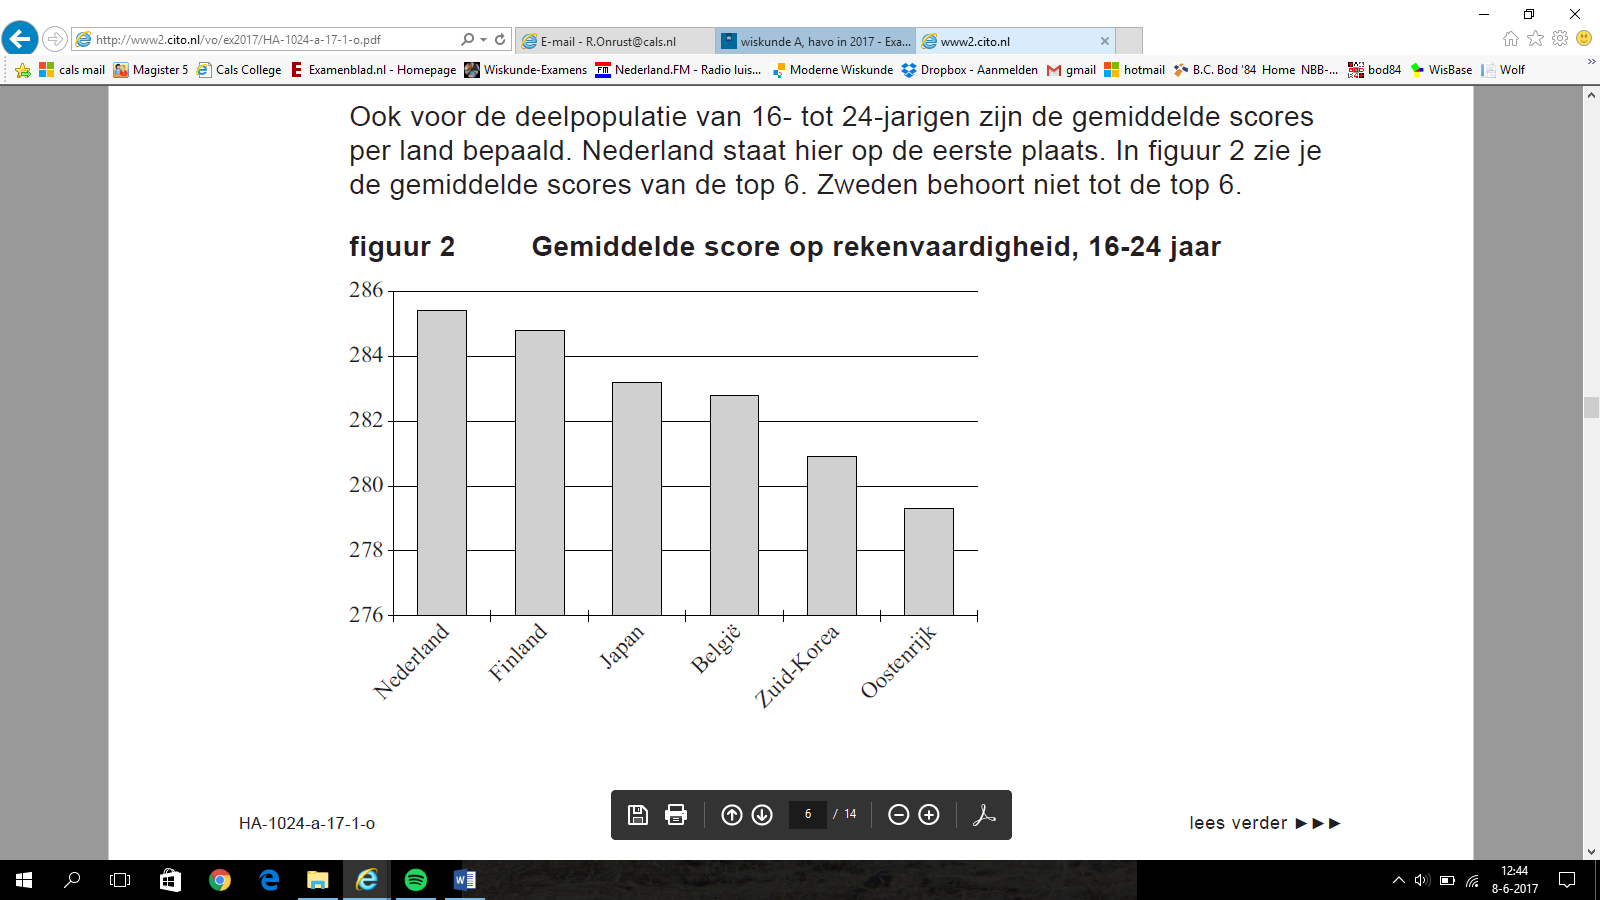 http://www2.cito.nl/vo/ex2017/HA-1024-a-17-1-o.pdf
E-mail - R.Onrust@cals.nl
wiskunde A, havo in 2017 - Exa...
www2.cito.nl
cals mail
Magister 5
Cals College
Examenblad.nl - Homepage
Wiskunde-Examens
Nederland.FM - Radio luis...
Moderne Wiskunde
Dropbox - Aanmelden
gmail
hotmail
B.C. Bod '84 Home NBB-...
bod84
WisBase
Wolf
Ook voor de deelpopulatie van 16- tot 24-jarigen zijn de gemiddelde scores
per land bepaald. Nederland staat hier op de eerste plaats. In figuur 2 zie je
de gemiddelde scores van de top 6. Zweden behoort niet tot de top 6.
figuur 2 Gemiddelde score op rekenvaardigheid, 16-24 jaar
286
284
282
280
278
276
Nederland
Finland
Japan
België
Zuid-Korea
Oostenrijk
6 / 14
HA-1024-a-17-1-o
lees verder ►►►
12:44
8-6-2017